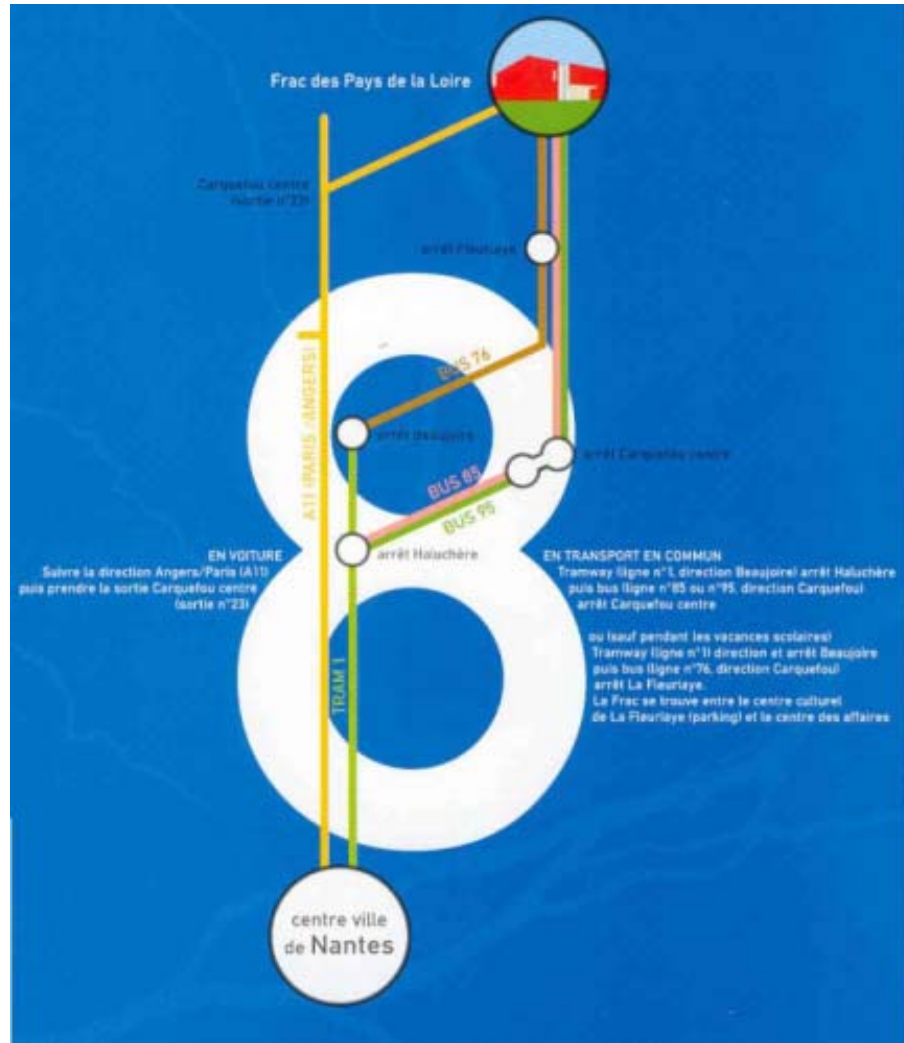 Frac des Pays de la Loire
Carquefou centre
(sortie n°23)
arrêt Fleuriaye
BUS 76
A11 (PARIS /ANGERS)
arrêt Beaujoire
arrêt Carquefou centre
BUS 85
BUS 95
arrêt Haluchère
EN VOITURE
Suivre la direction Angers/Paris (A11)
puis prendre la sortie Carquefou centre
(sortie n°23)
EN TRANSPORT EN COMMUN
Tramway (ligne n°1, direction Beaujoire) arrêt Haluchère
puis bus (ligne n°85 ou n°95, direction Carquefou)
arrêt Carquefou centre
ou (sauf pendant les vacances scolaires)
Tramway (ligne n°1) direction et arrêt Beaujoire
puis bus (ligne n°76, direction Carquefou)
arrêt La Fleuriaye.
Le Frac se trouve entre le centre culturel
de La Fleuriaye (parking) et le centre des affaires
TRAM 1
8
centre ville
de Nantes